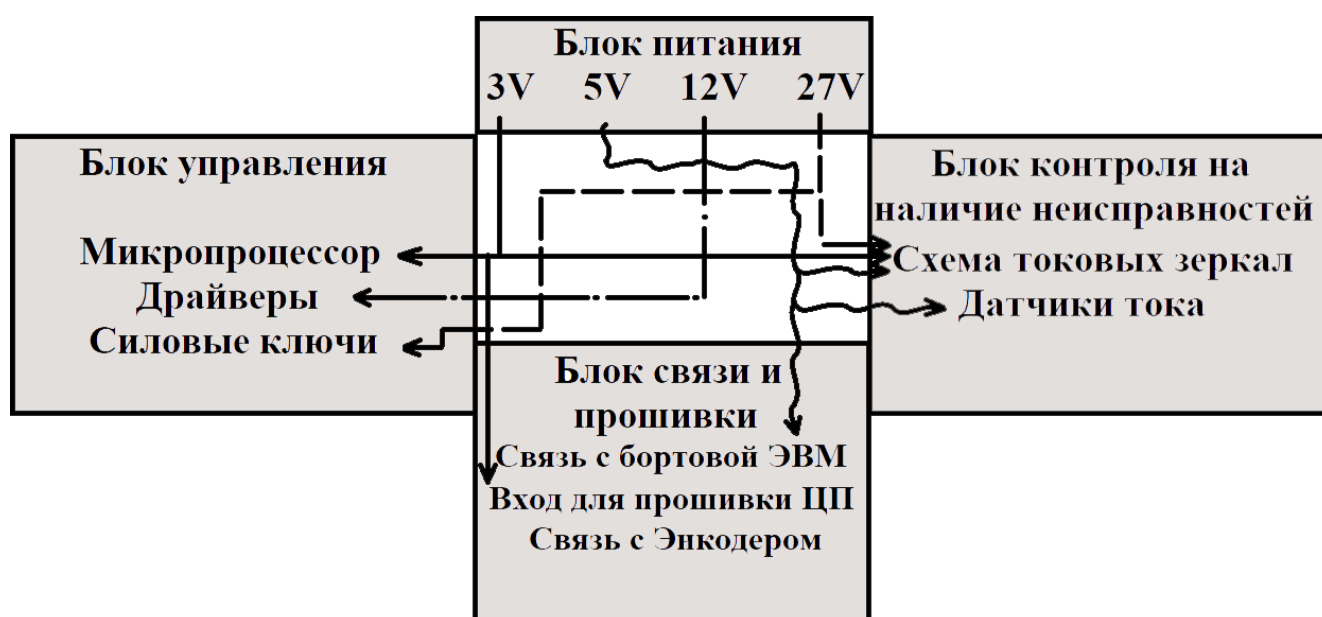 Блок питания
3V 5V 12V 27V
Блок управления
Микропроцессор
Драйверы
Силовые ключи
Блок контроля на
наличие неисправностей
Схема токовых зеркал
Датчики тока
Блок связи и
прошивки
Связь с бортовой ЭВМ
Вход для прошивки ЦП
Связь с Энкодером